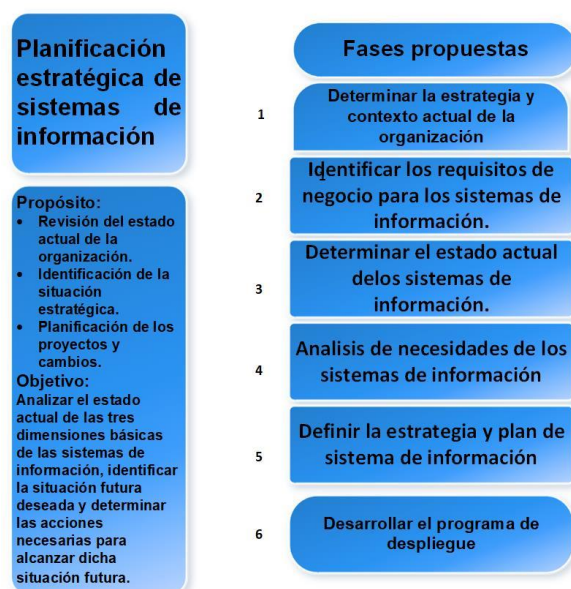 Planificación
estratégica de
sistemas de
información
Propósito:
• Revisión del estado
actual de la
organización.
• Identificación de la
situación
estratégica.
• Planificación de los
proyectos y
cambios.
Objetivo:
Analizar el estado
actual de las tres
dimensiones básicas
de las sistemas de
información, identificar
la situación futura
deseada y determinar
las acciones
necesarias para
alcanzar dicha
situación futura.
Fases propuestas
1
Determinar la estrategia y
contexto actual de la
organización
2
Identificar los requisitos de
negocio para los sistemas de
información.
3
Determinar el estado actual
delos sistemas de
información.
4
Analisis de necesidades de los
sistemas de información
5
Definir la estrategia y plan de
sistema de información
6
Desarrollar el programa de
despliegue